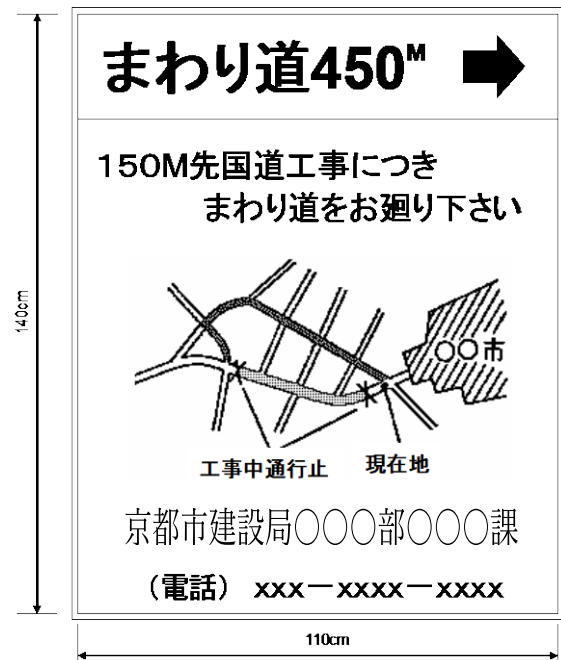 まわり道450M
150M先国道工事につき
まわり道をお廻り下さい
○○市
工事中通行止
現在地
京都市建設局○○○部○○○課
(電話) xxx-xxxx-xxxx
140cm
110cm